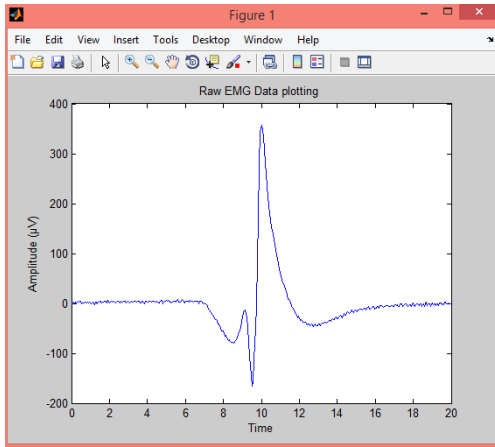 Figure 1
File Edit View Insert Tools Desktop Window Help
Raw EMG Data plotting
400
300
200
100
0
-100
-200
Amplitude (µV)
0 2 4 6 8 10 12 14 16 18 20
Time